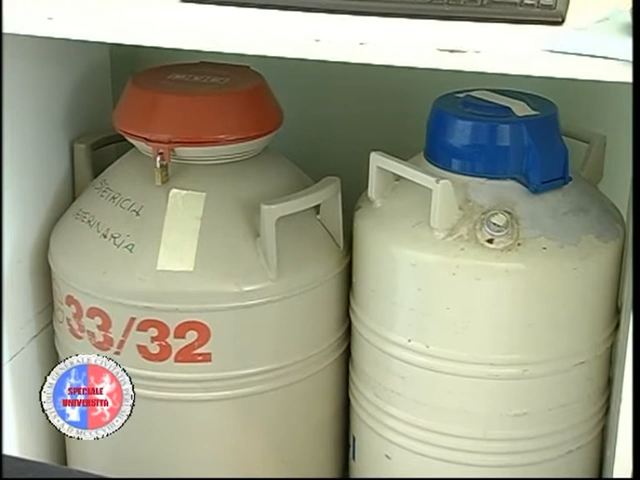 OSTETRICIA
VETERINARIA
33/32
SPECIALE
UNIVERSITÀ